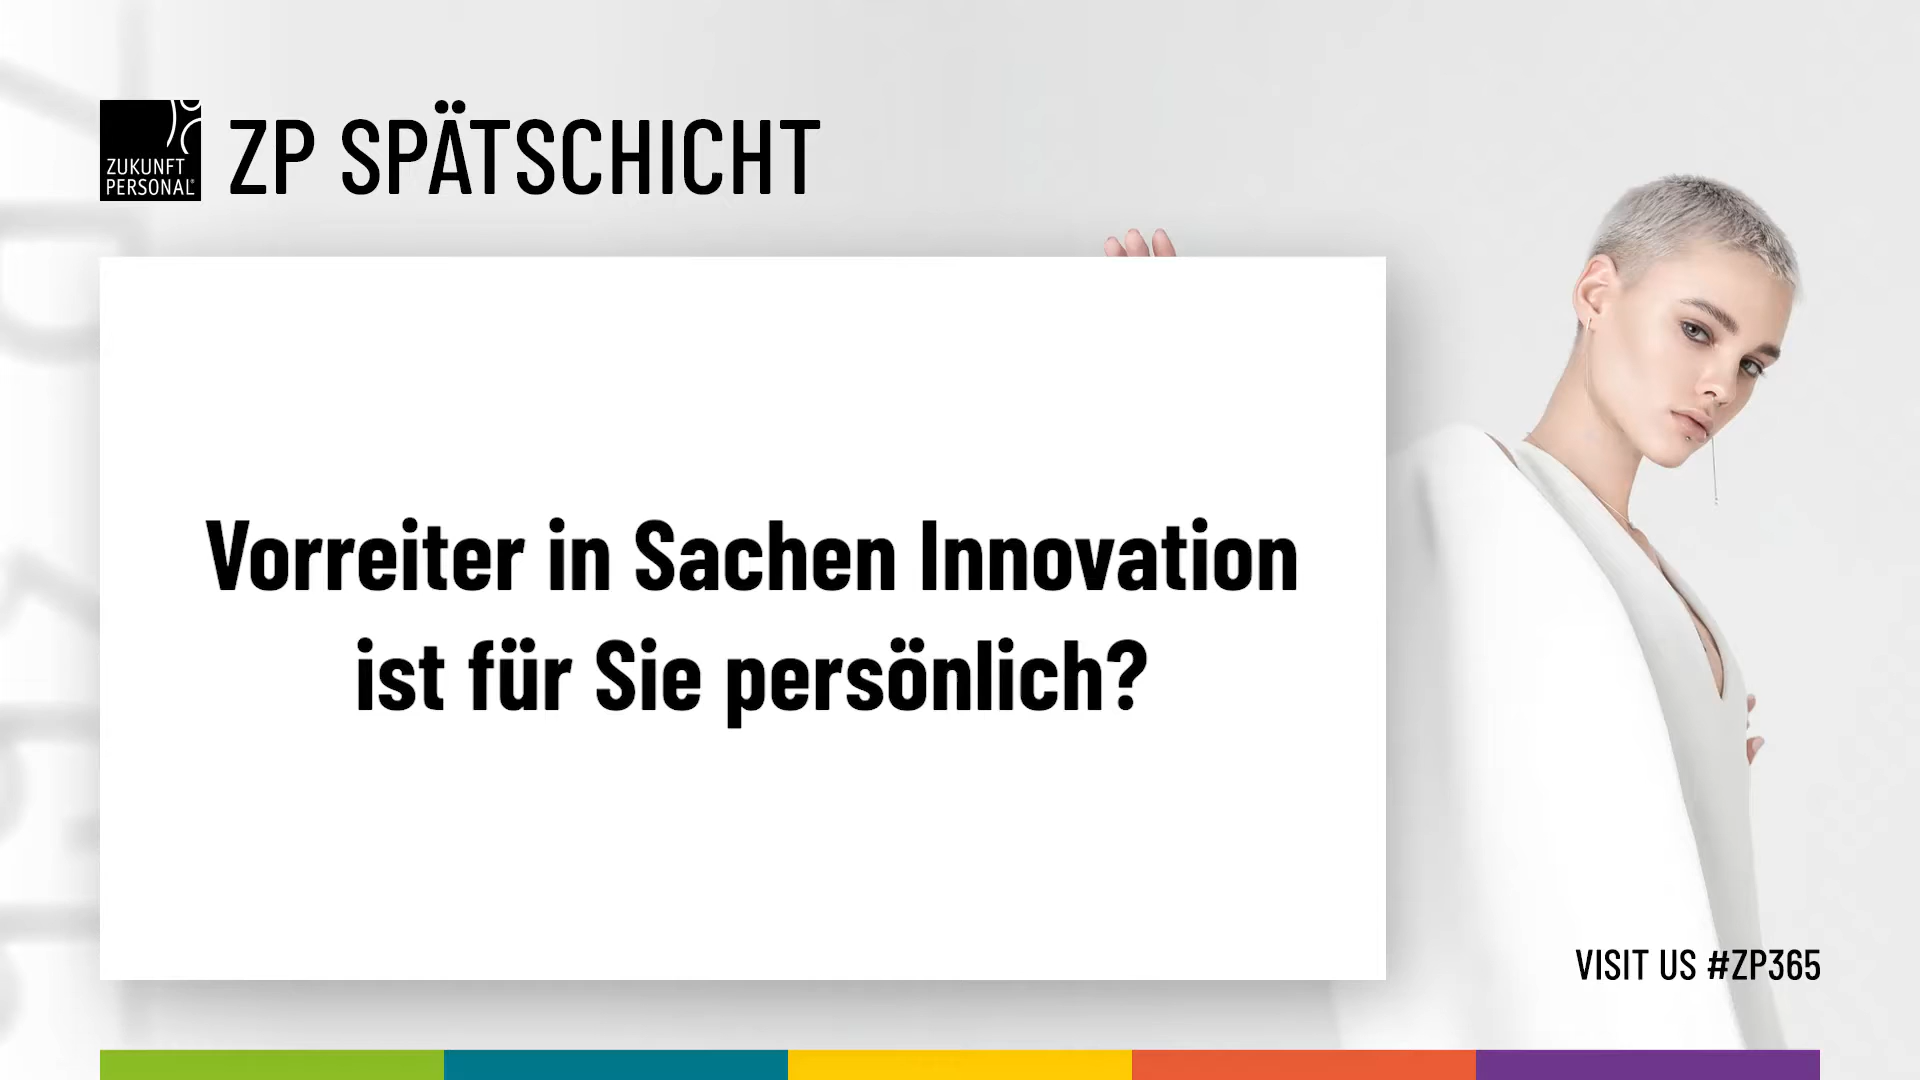 ZUKUNFT
PERSONAL®
ZP SPÄTSCHICHT
Vorreiter in Sachen Innovation
ist für Sie persönlich?
VISIT US #ZP365